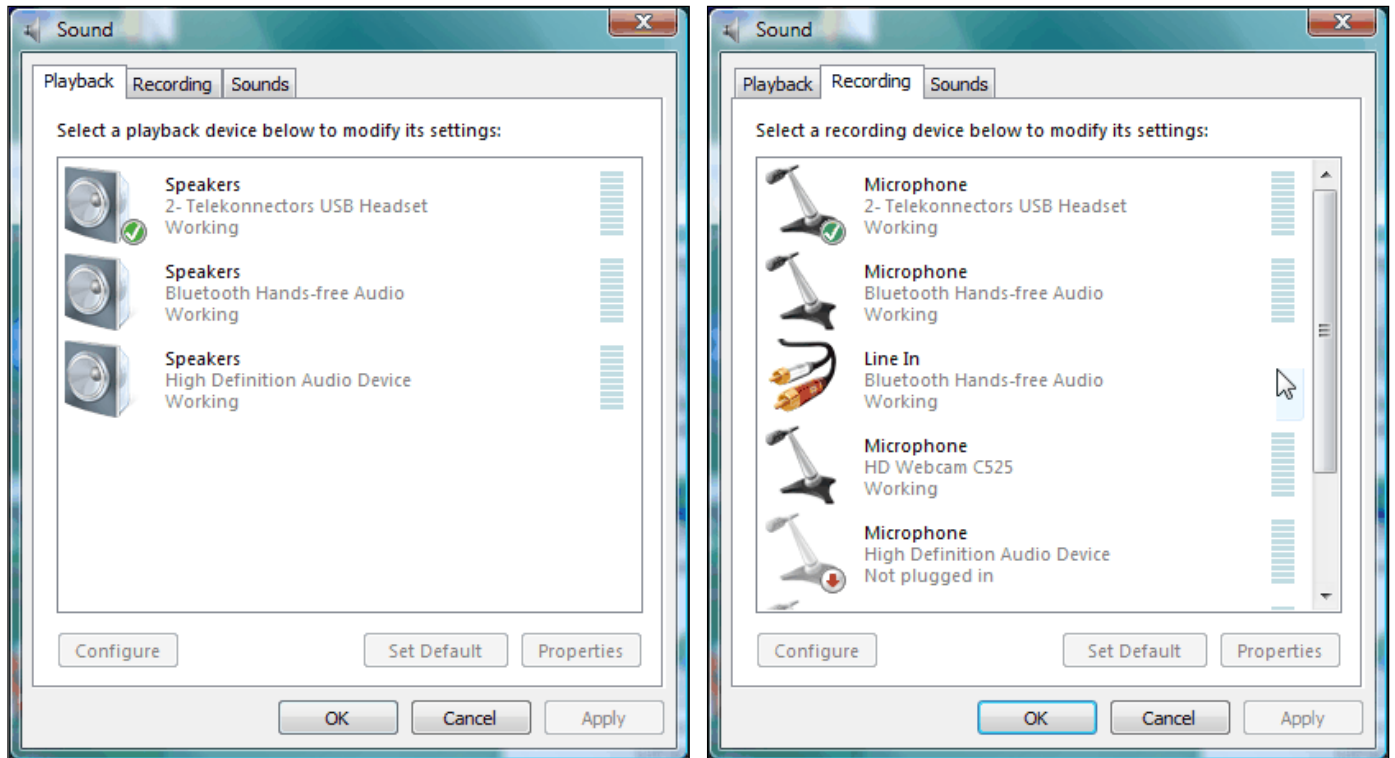 Sound
Playback
Recording
Sounds
Select a playback device below to modify its settings:
Speakers
2- Telekonnectors USB Headset
Working
Speakers
Bluetooth Hands-free Audio
Working
Speakers
High Definition Audio Device
Working
Configure
Set Default
Properties
OK
Cancel
Apply
Sound
Playback
Recording
Sounds
Select a recording device below to modify its settings:
Microphone
2- Telekonnectors USB Headset
Working
Microphone
Bluetooth Hands-free Audio
Working
Line In
Bluetooth Hands-free Audio
Working
Microphone
HD Webcam C525
Working
Microphone
High Definition Audio Device
Not plugged in
Configure
Set Default
Properties
OK
Cancel
Apply